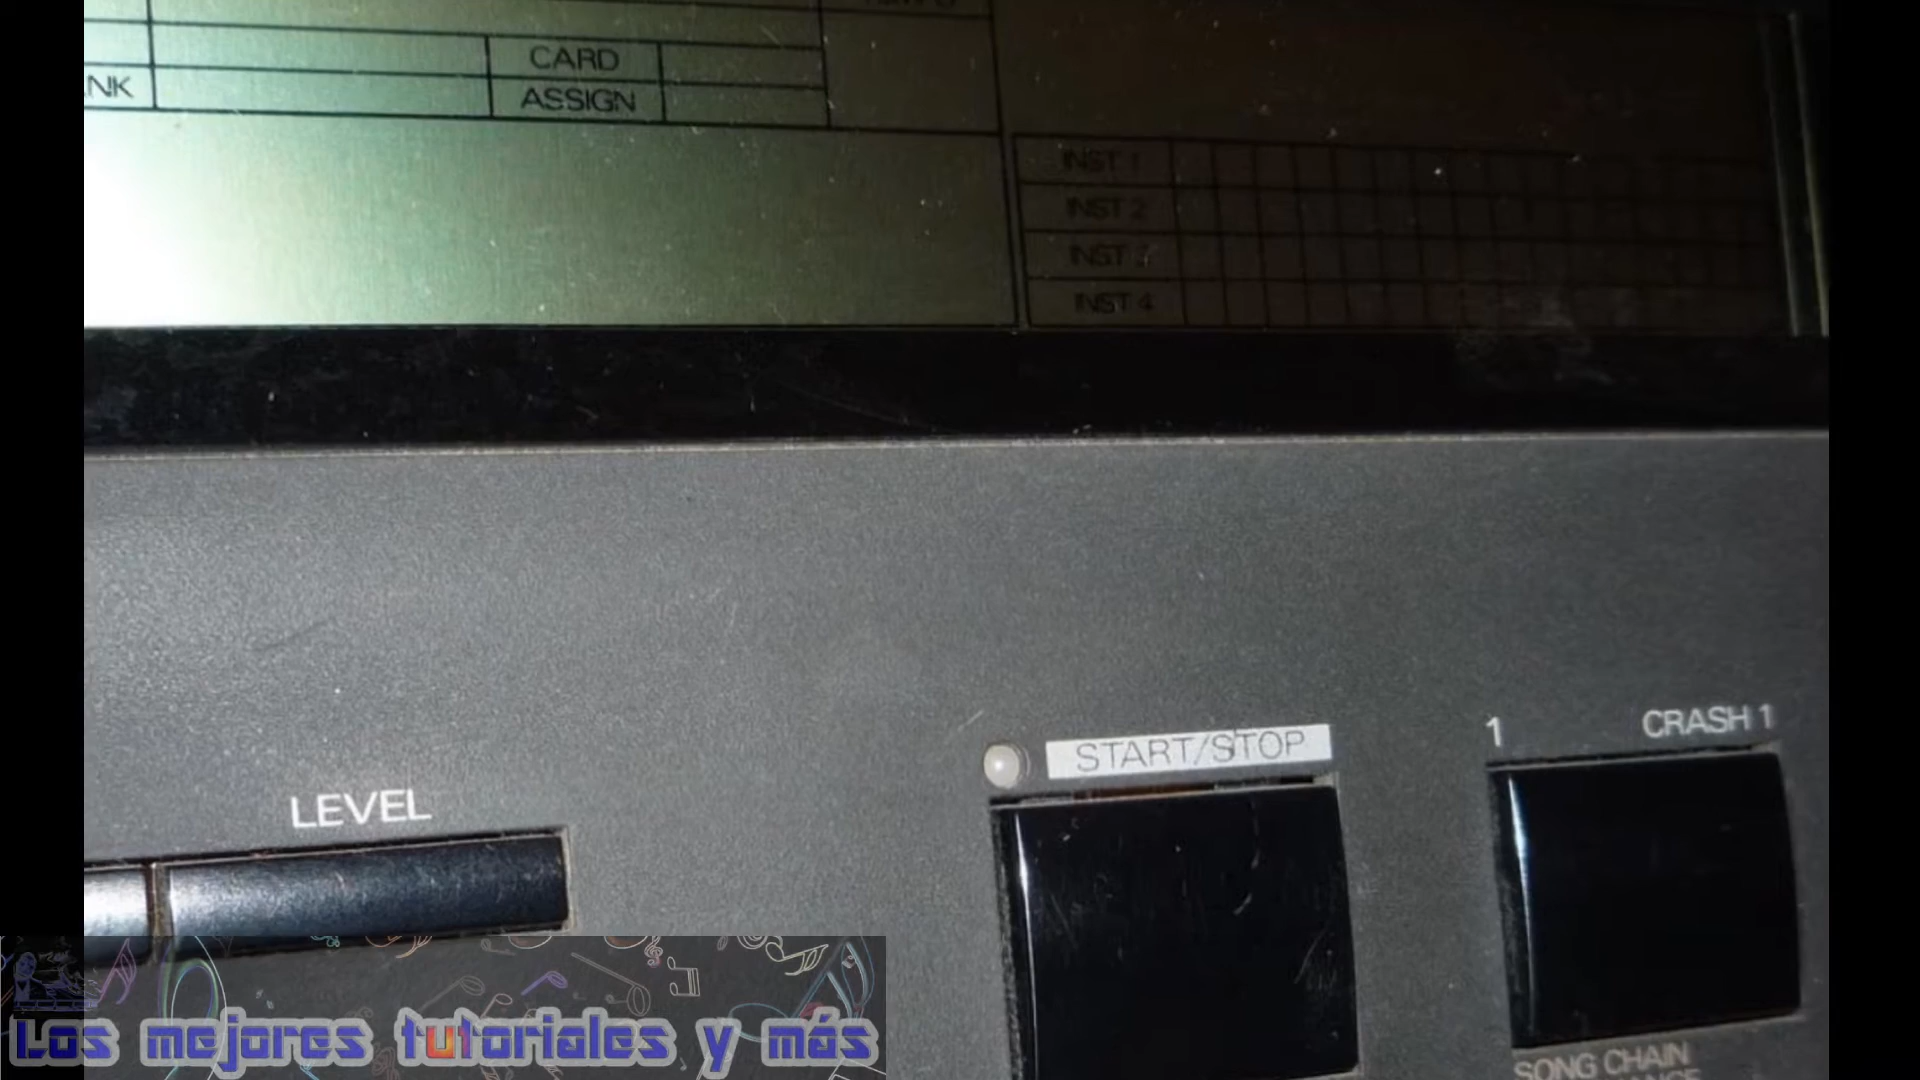 CARD
NK
ASSIGN
INST 1
INST 2
INST 3
INST 4
START/STOP
1
CRASH 1
LEVEL
SONG CHAIN
Los mejores tutoriales y más